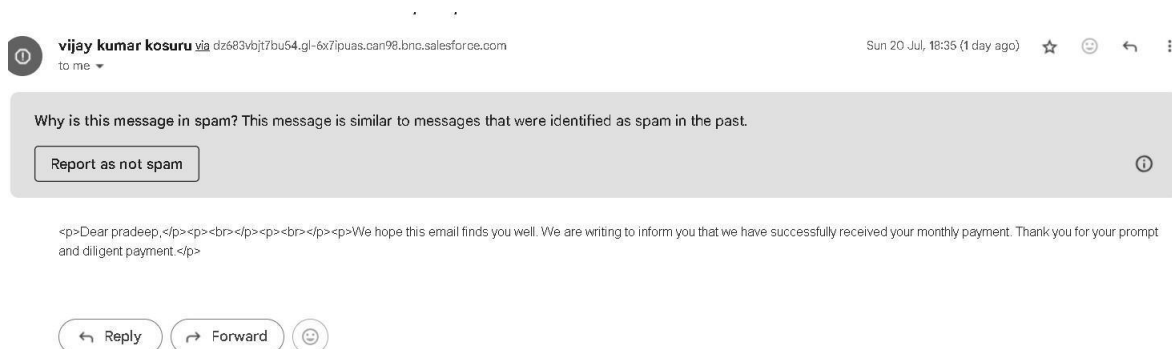 vijay kumar kosuru via dz683vbjt7bu54.gl-6x7ipuas.can98.bnc.salesforce.com Sun 20 Jul, 18:35 (1 day ago)
to me
Why is this message in spam? This message is similar to messages that were identified as spam in the past.
Report as not spam
<p>Dear pradeep,</p><p><br></p><p><br></p><p>We hope this email finds you well. We are writing to inform you that we have successfully received your monthly payment. Thank you for your prompt
and diligent payment.</p>
Reply Forward